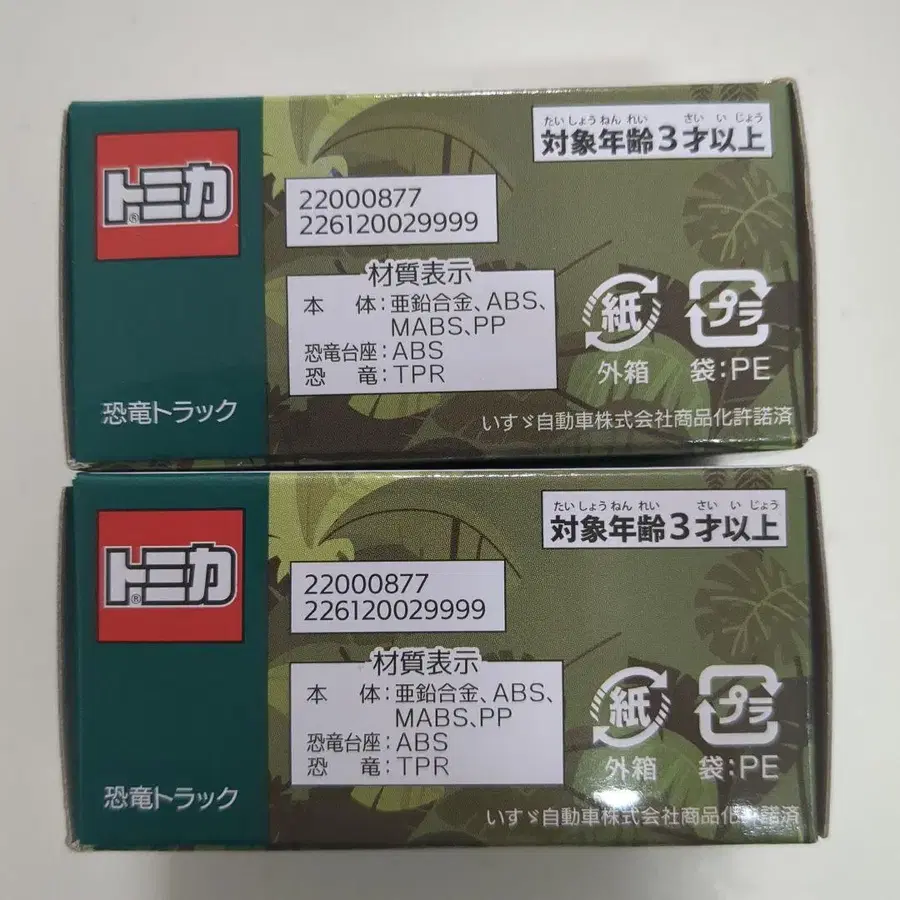 トミカ
®
恐竜トラック
たいしょうねんれい さいいじょう
対象年齢3才以上
22000877
226120029999
材質表示
本 体:亜鉛合金、ABS、
MABS、PP
恐竜台座:ABS
恐 竜:TPR
紙
外箱
プラ
袋:PE
いすゞ自動車株式会社商品化許諾済
トミカ
®
恐竜トラック
たいしょうねんれい さいいじょう
対象年齢3才以上
22000877
226120029999
材質表示
本 体:亜鉛合金、ABS、
MABS、PP
恐竜台座:ABS
恐 竜:TPR
紙
外箱
プラ
袋:PE
いすゞ自動車株式会社商品化許諾済